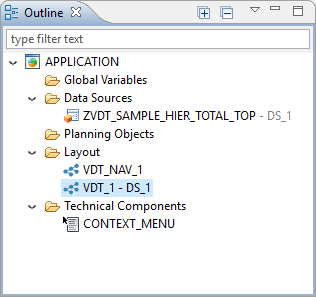 Outline
type filter text
APPLICATION
Global Variables
Data Sources
ZVDT_SAMPLE_HIER_TOTAL_TOP - DS_1
Planning Objects
Layout
VDT_NAV_1
VDT_1 - DS_1
Technical Components
CONTEXT_MENU